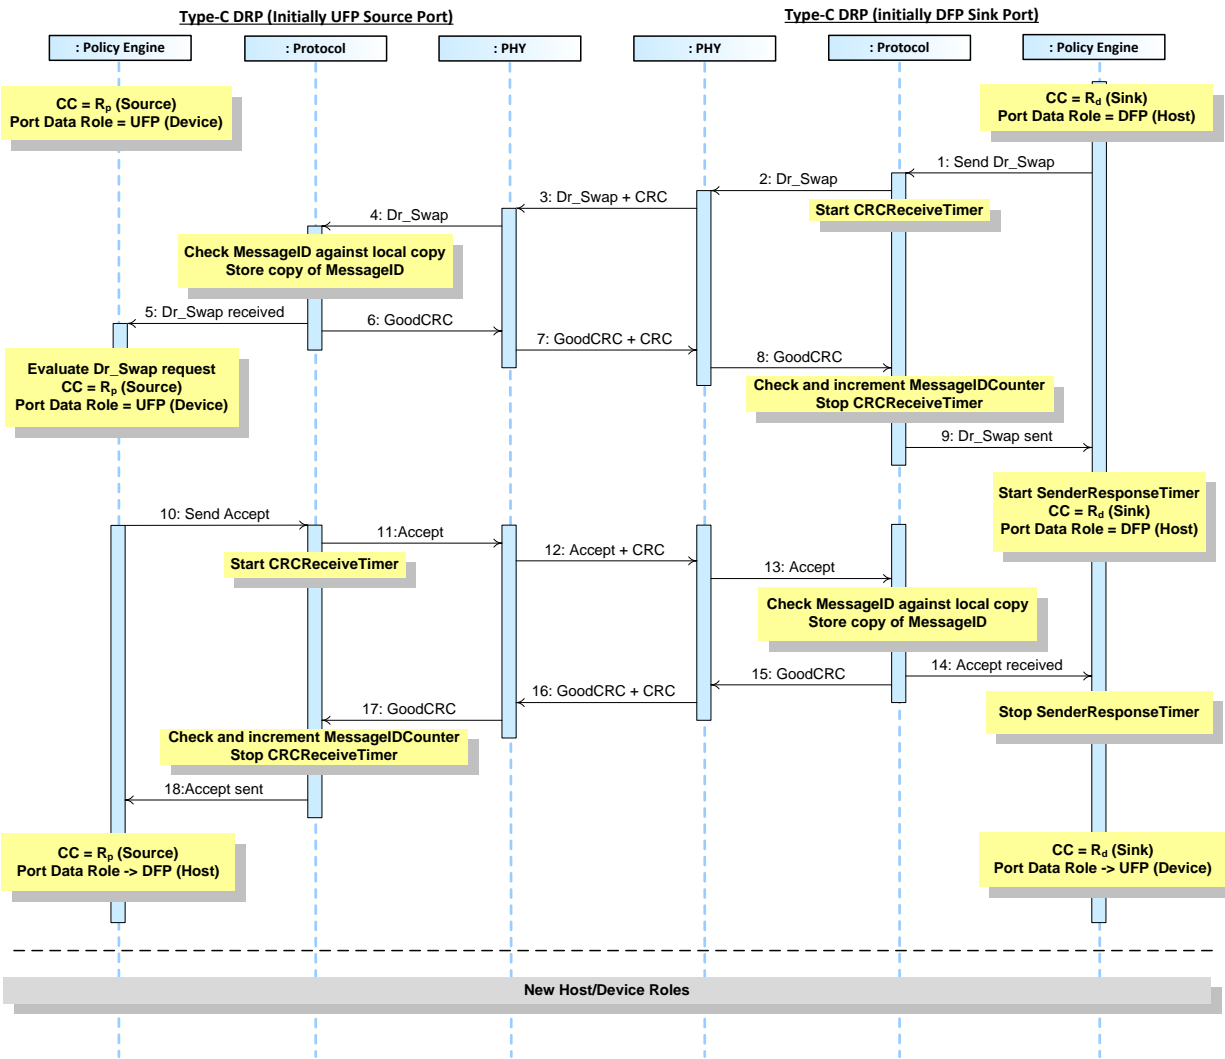 Type-C DRP (Initially UFP Source Port)
Type-C DRP (initially DFP Sink Port)
: Policy Engine
: Protocol
: PHY
: PHY
: Protocol
: Policy Engine
CC = Rp (Source)
Port Data Role = UFP (Device)
CC = Rd (Sink)
Port Data Role = DFP (Host)
1: Send Dr_Swap
2: Dr_Swap
Start CRCReceiveTimer
3: Dr_Swap + CRC
4: Dr_Swap
Check MessageID against local copy
Store copy of MessageID
5: Dr_Swap received
6: GoodCRC
7: GoodCRC + CRC
8: GoodCRC
Evaluate Dr_Swap request
CC = Rp (Source)
Port Data Role = UFP (Device)
Check and increment MessageIDCounter
Stop CRCReceiveTimer
9: Dr_Swap sent
Start SenderResponseTimer
CC = Rd (Sink)
Port Data Role = DFP (Host)
10: Send Accept
11:Accept
Start CRCReceiveTimer
12: Accept + CRC
13: Accept
Check MessageID against local copy
Store copy of MessageID
14: Accept received
15: GoodCRC
16: GoodCRC + CRC
17: GoodCRC
Stop SenderResponseTimer
Check and increment MessageIDCounter
Stop CRCReceiveTimer
18:Accept sent
CC = Rp (Source)
Port Data Role -> DFP (Host)
CC = Rd (Sink)
Port Data Role -> UFP (Device)
New Host/Device Roles